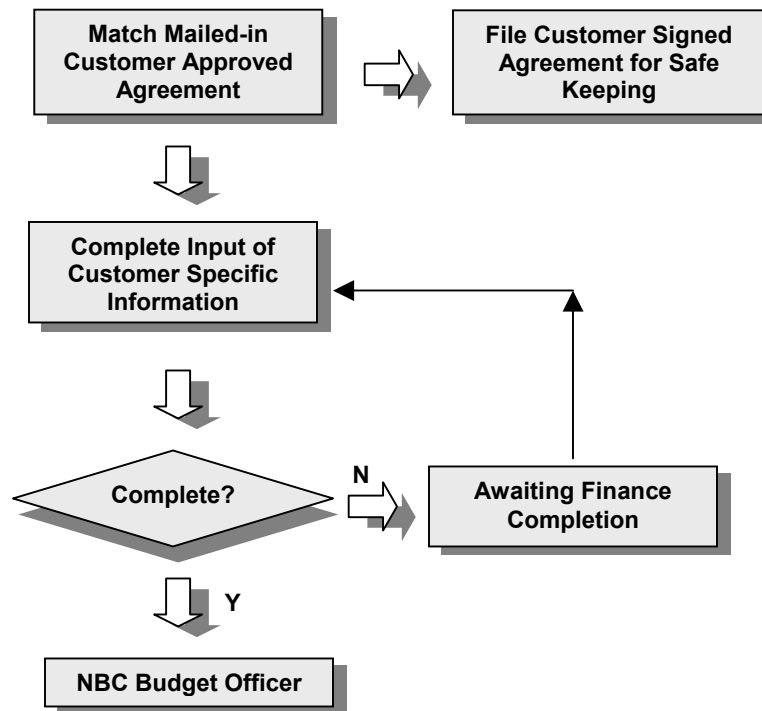 Match Mailed-in
Customer Approved
Agreement
File Customer Signed
Agreement for Safe
Keeping
Complete Input of
Customer Specific
Information
Complete?
N
Awaiting Finance
Completion
Y
NBC Budget Officer